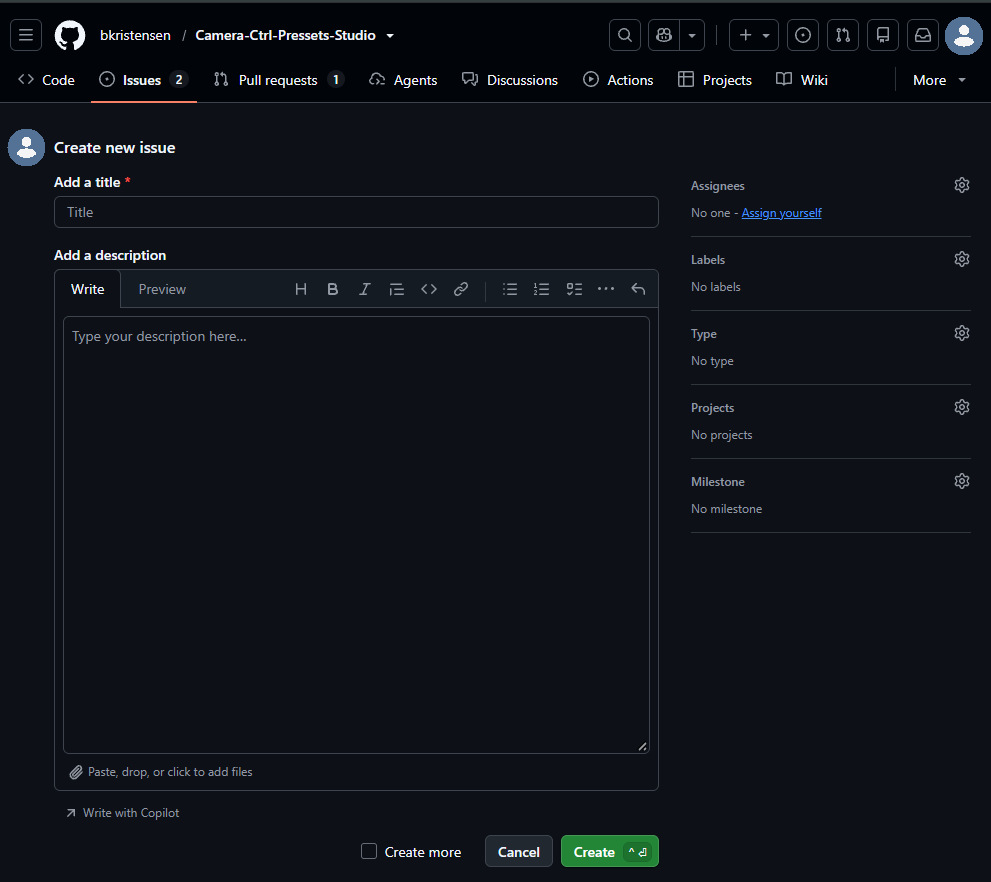 bkristensen / Camera-Ctrl-Pressets-Studio
Code Issues 2 Pull requests 1 Agents Discussions Actions Projects Wiki More
Create new issue
Add a title *
Title
Add a description
Write Preview
Type your description here...
Paste, drop, or click to add files
Write with Copilot
Create more Cancel Create
Assignees
No one - Assign yourself
Labels
No labels
Type
No type
Projects
No projects
Milestone
No milestone